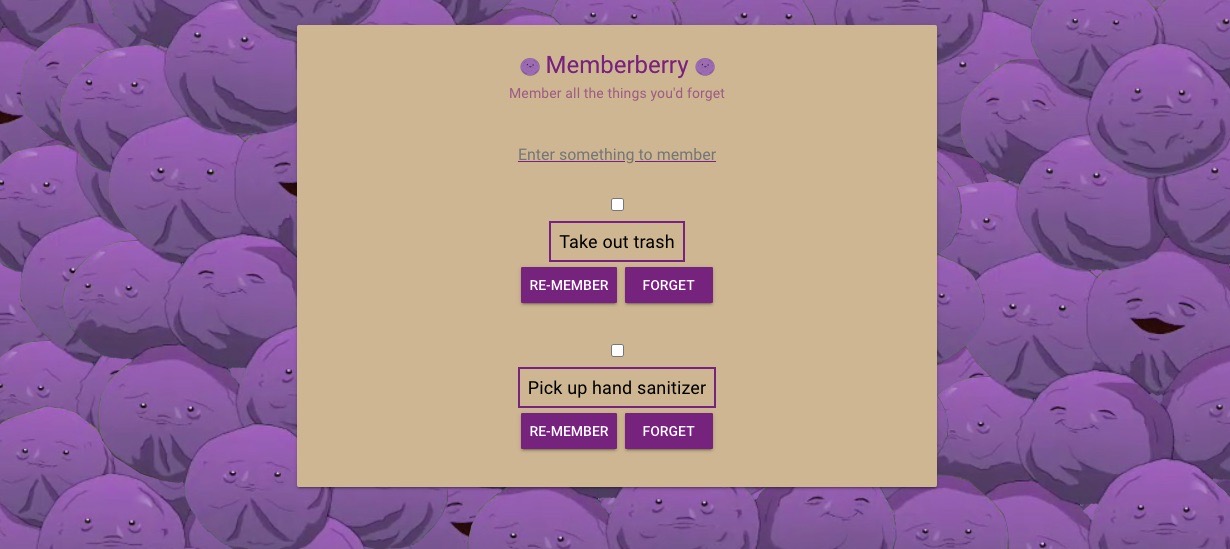 Memberberry
Member all the things you'd forget
Enter something to member
Take out trash
RE-MEMBER FORGET
Pick up hand sanitizer
RE-MEMBER FORGET